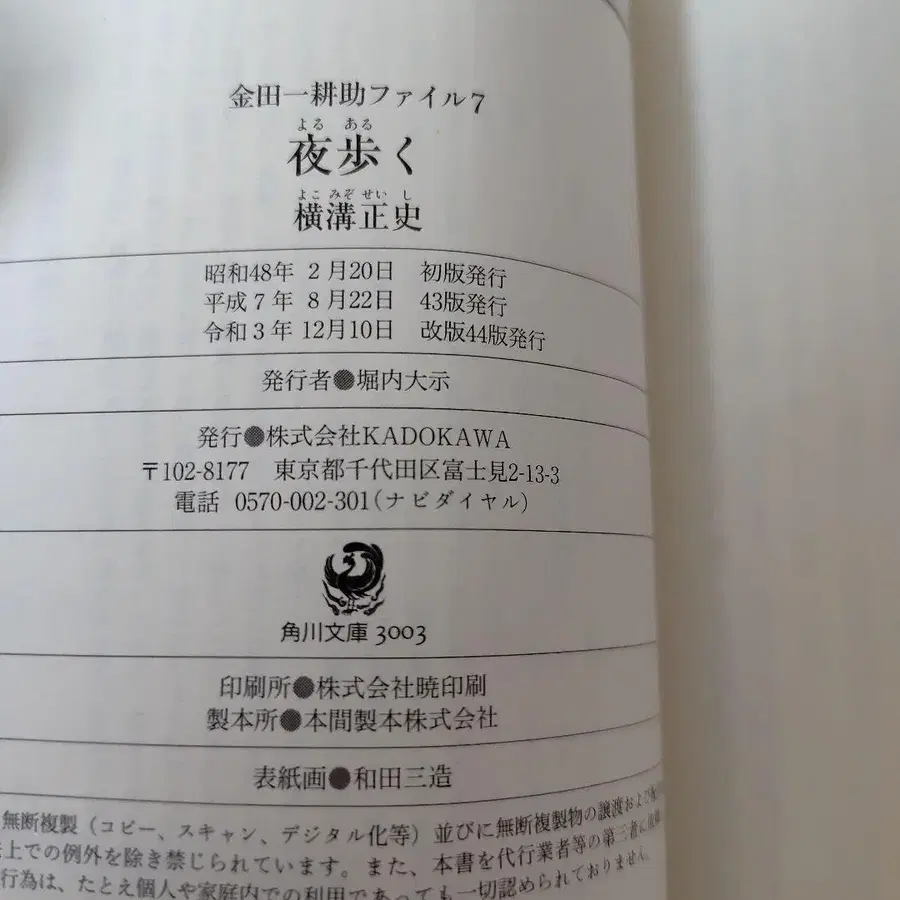 金田一耕助ファイル7
よる ある
夜歩く
よこ みぞ せい し
横溝正史
昭和48年 2月20日 初版発行
平成7年 8月22日 43版発行
令和3年 12月10日 改版44版発行
発行者●堀内大示
発行●株式会社KADOKAWA
〒102-8177 東京都千代田区富士見2-13-3
電話 0570-002-301(ナビダイヤル)
角川文庫 3003
印刷所●株式会社暁印刷
製本所●本間製本株式会社
表紙画●和田三造
無断複製(コピー、スキャン、デジタル化等)並びに無断複製物の譲渡および
上での例外を除き禁じられています。また、本書を代行業者等の第三者に
行為は、たとえ個人や家庭内での利用であっても一切認められておりません。